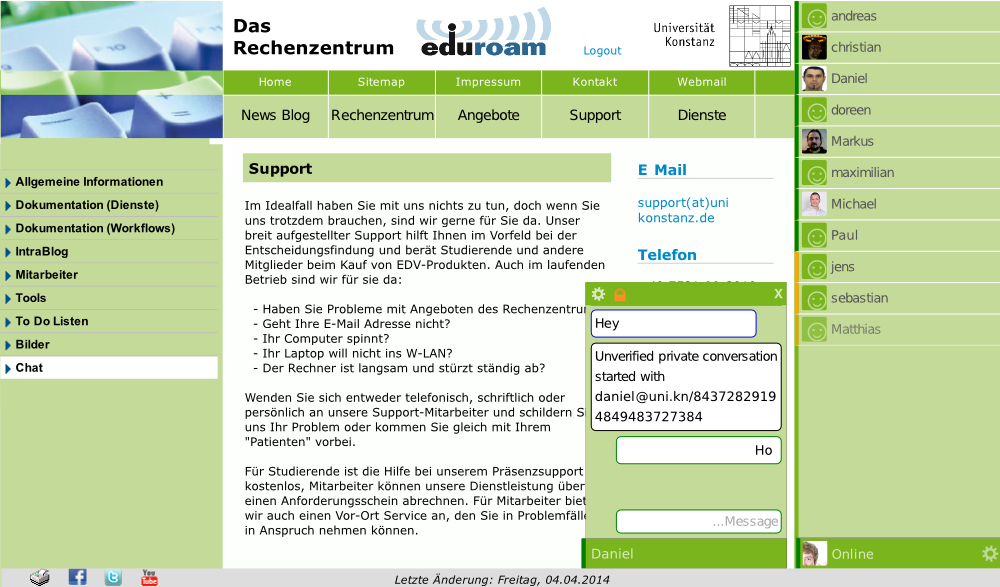 Das
Rechenzentrum
eduroam
Logout
Universität
Konstanz
Home
Sitemap
Impressum
Kontakt
Webmail
News Blog
Rechenzentrum
Angebote
Support
Dienste
Allgemeine Informationen
Dokumentation (Dienste)
Dokumentation (Workflows)
IntraBlog
Mitarbeiter
Tools
To Do Listen
Bilder
Chat
Support
Im Idealfall haben Sie mit uns nichts zu tun, doch wenn Sie
uns trotzdem brauchen, sind wir gerne für Sie da. Unser
breit aufgestellter Support hilft Ihnen im Vorfeld bei der
Entscheidungsfindung und berät Studierende und andere
Mitglieder beim Kauf von EDV-Produkten. Auch im laufenden
Betrieb sind wir für sie da:
- Haben Sie Probleme mit Angeboten des Rechenzentru
- Geht Ihre E-Mail Adresse nicht?
- Ihr Computer spinnt?
- Ihr Laptop will nicht ins W-LAN?
- Der Rechner ist langsam und stürzt ständig ab?
Wenden Sie sich entweder telefonisch, schriftlich oder
persönlich an unsere Support-Mitarbeiter und schildern S
uns Ihr Problem oder kommen Sie gleich mit Ihrem
"Patienten" vorbei.
Für Studierende ist die Hilfe bei unserem Präsenzsupport
kostenlos, Mitarbeiter können unsere Dienstleistung über
einen Anforderungsschein abrechnen. Für Mitarbeiter biet
wir auch einen Vor-Ort Service an, den Sie in Problemfälle
in Anspruch nehmen können.
E Mail
support(at)uni
konstanz.de
Telefon
X
Hey
Unverified private conversation
started with
daniel@uni.kn/8437282919
4849483727384
Ho
...Message
Daniel
andreas
christian
Daniel
doreen
Markus
maximilian
Michael
Paul
jens
sebastian
Matthias
Online
F10
You
Tube
Letzte Änderung: Freitag, 04.04.2014